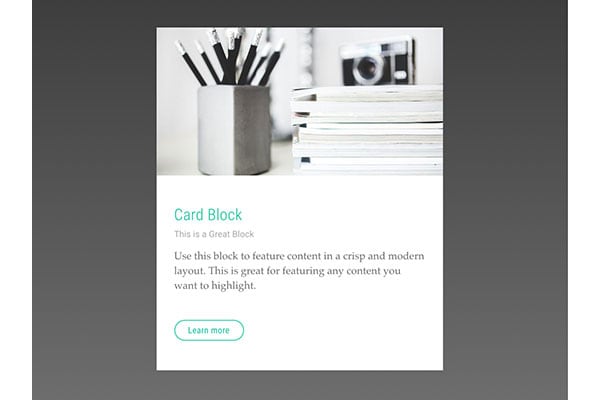 Card Block
This is a Great Block
Use this block to feature content in a crisp and modern
layout. This is great for featuring any content you
want to highlight.
Learn more